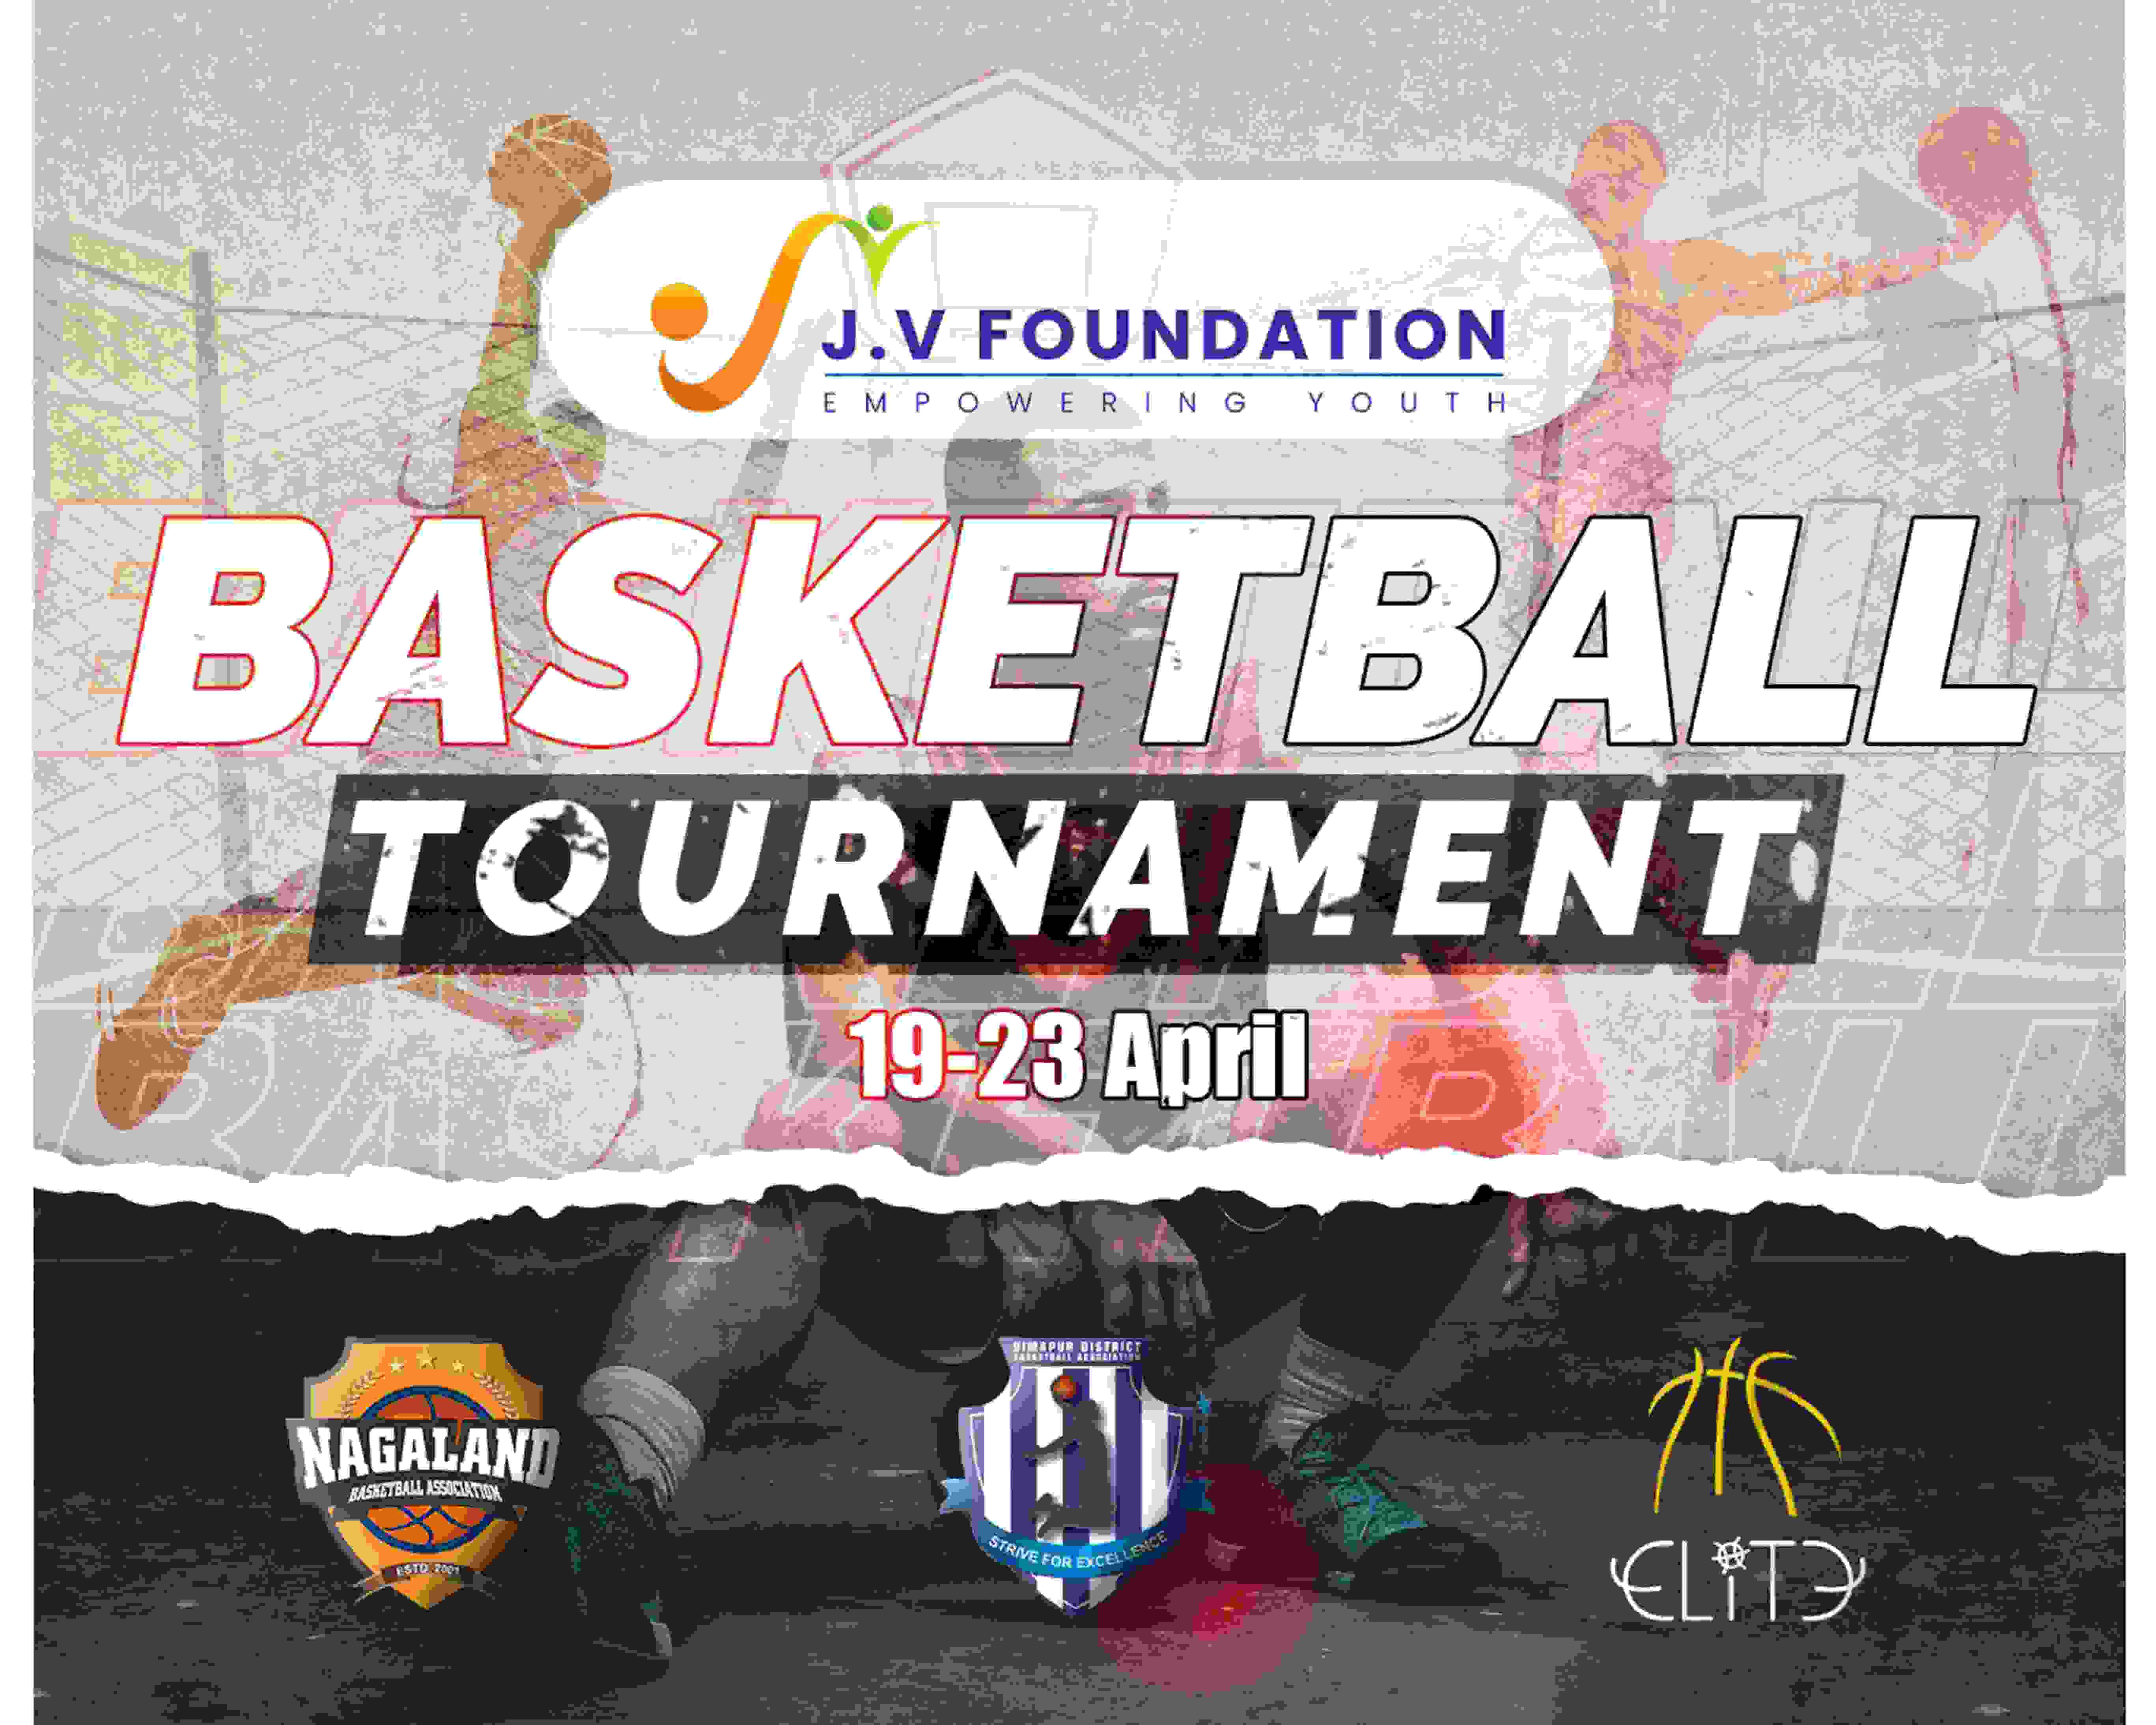 J.V FOUNDATION
EMPOWERING YOUTH
BASKETBALL
TOURNAMENT
19-23 April
NAGALAND
BASKETBALL ASSOCIATION
ESTD 2001
DIMAPUR DISTRICT
BASKETBALL ASSOCIATION
STRIVE FOR EXCELLENCE
ELiTE